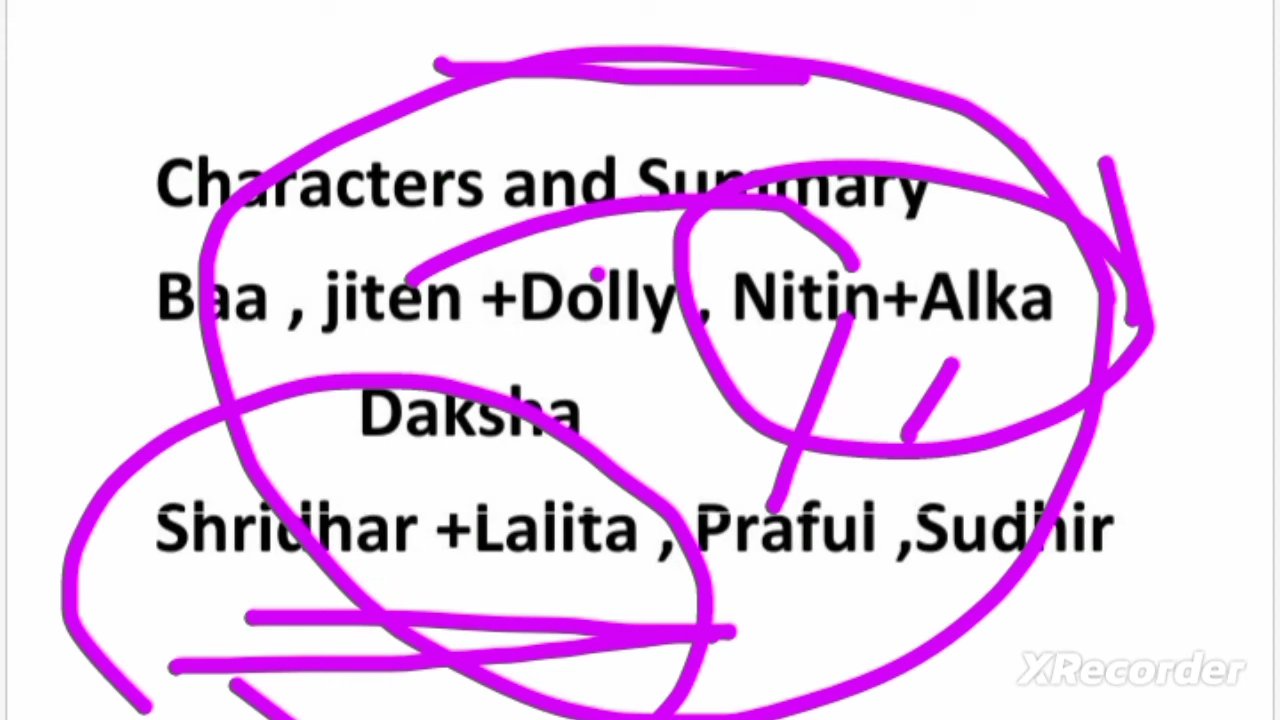 Characters and Summary
Baa , jiten +Dolly , Nitin+Alka
Daksha
Shridhar +Lalita , Praful ,Sudhir
XRecorder